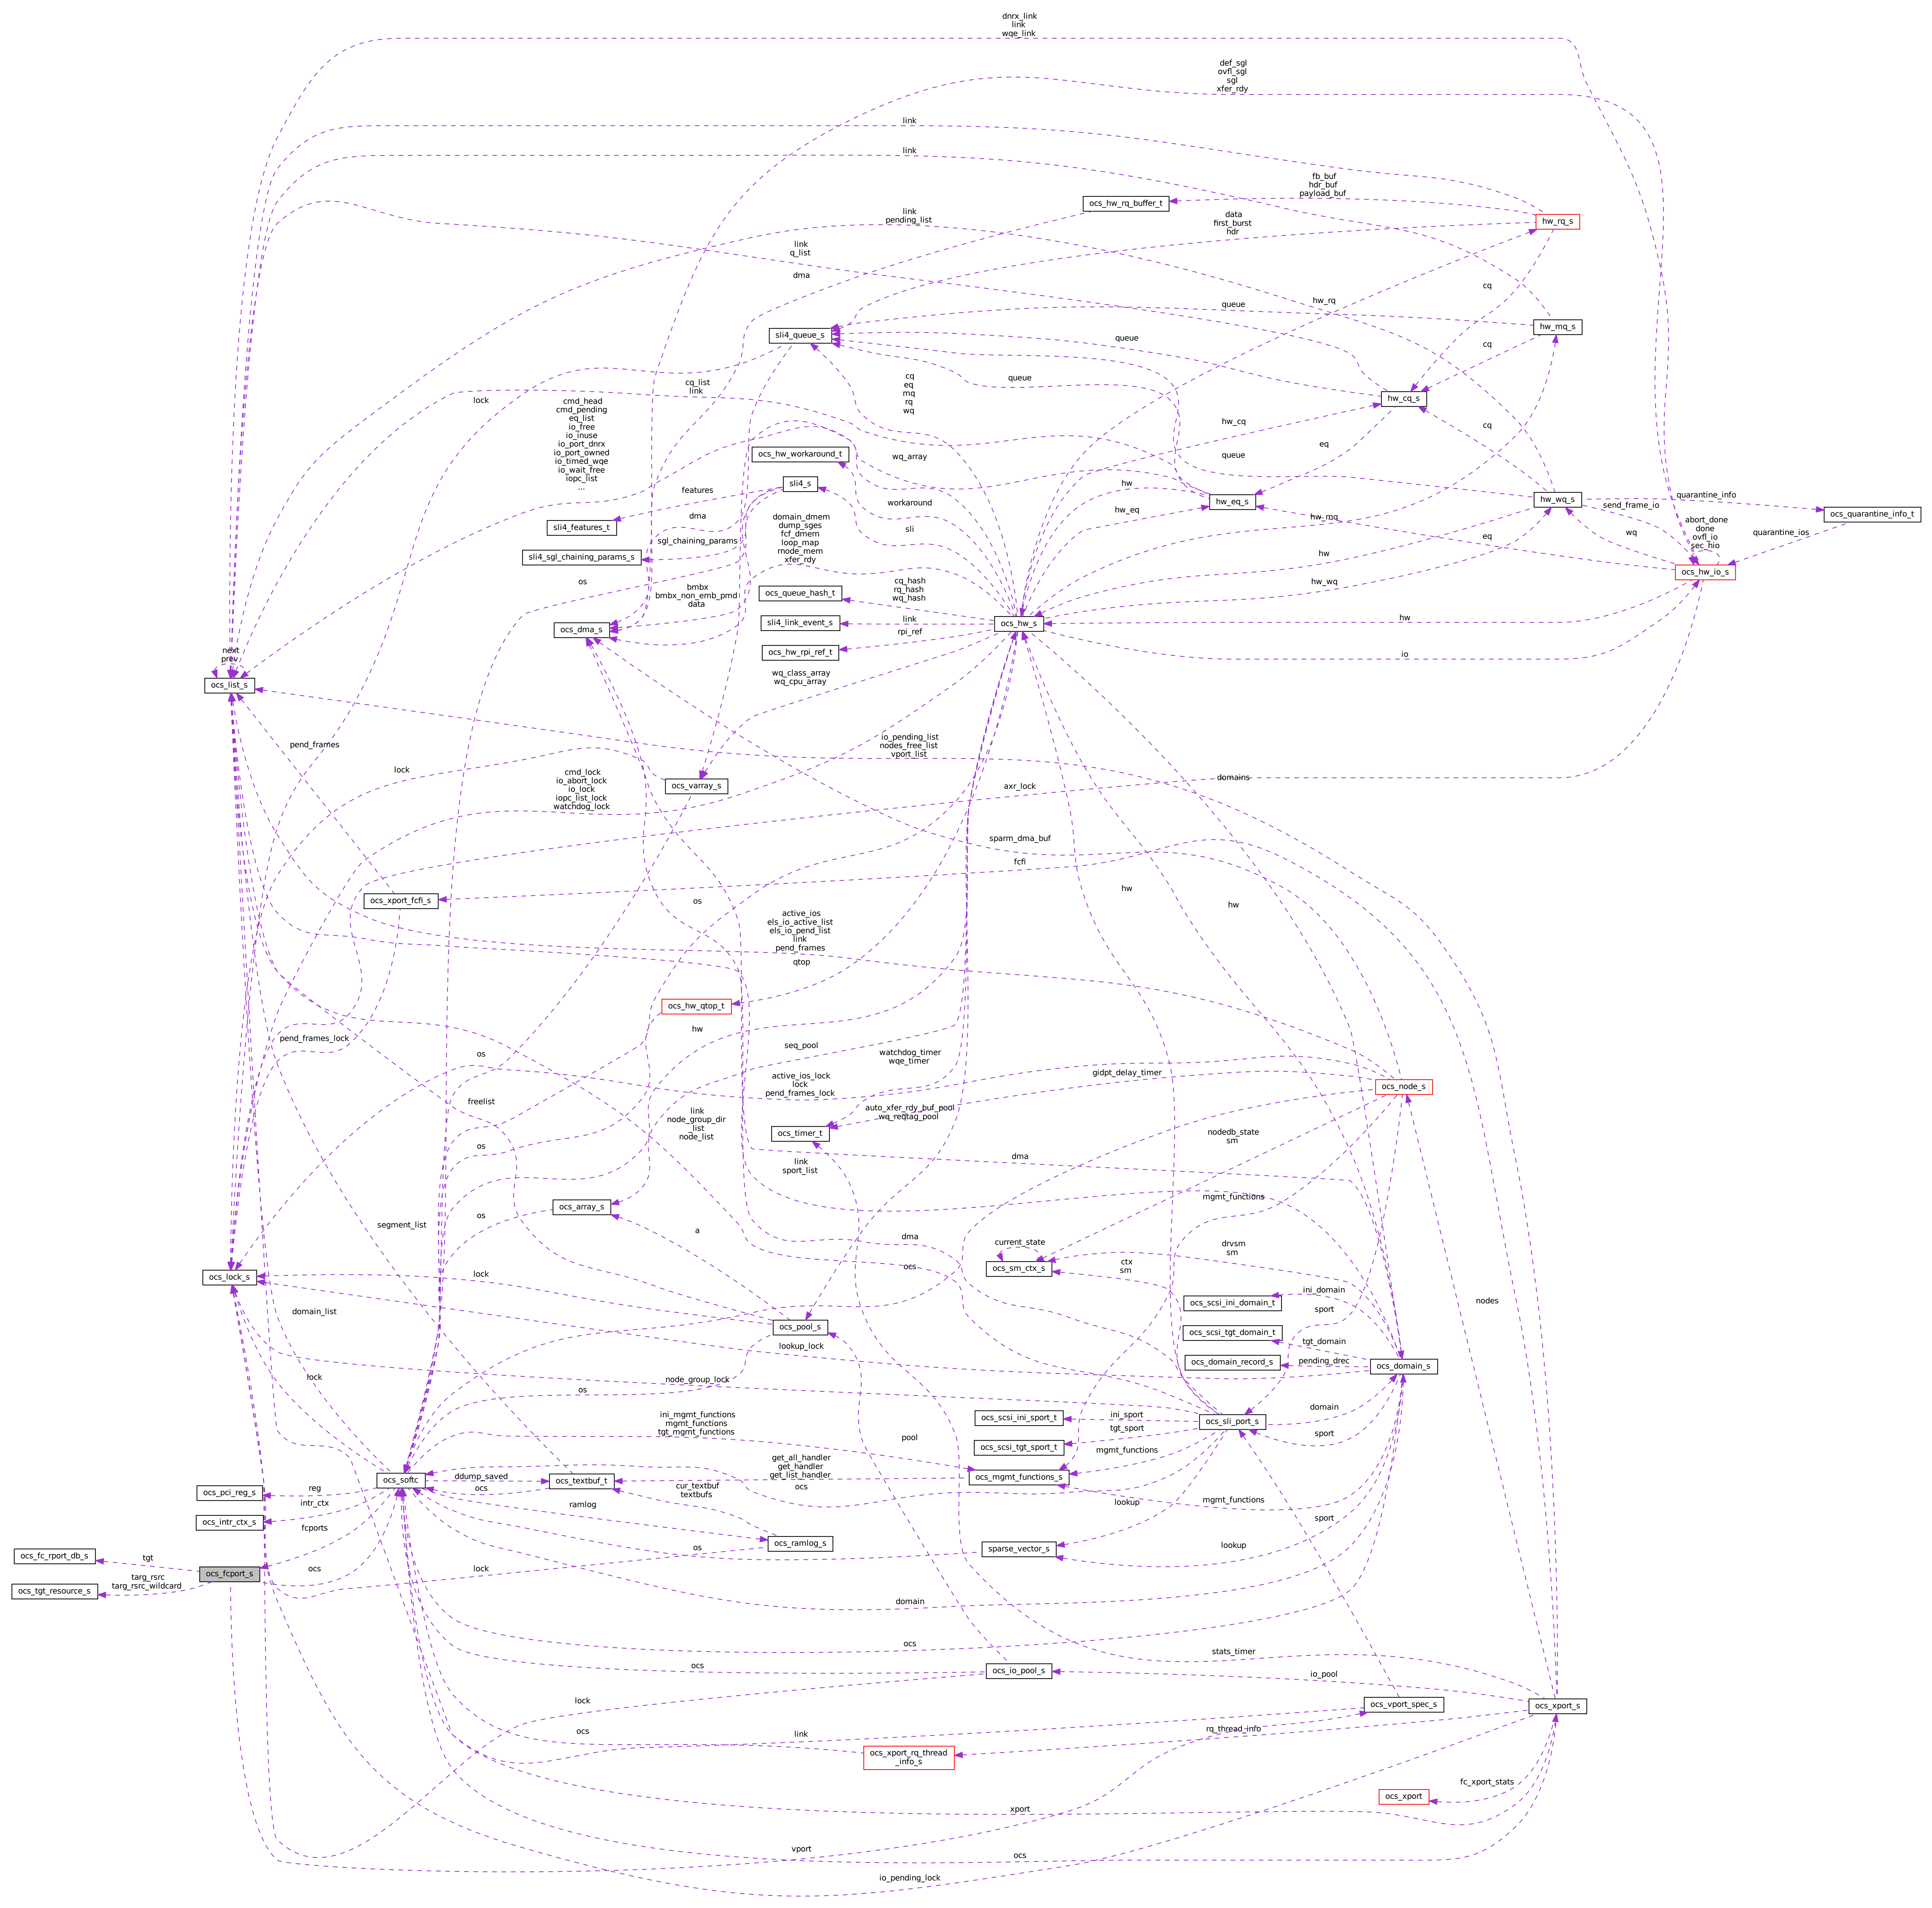 dnrx_link
link
wqe_link
def_sgl
ovfl_sgl
sgl
xfer_rdy
link
link
fb_buf
hdr_buf
payload_buf
ocs_hw_rq_buffer_t
link
pending_list
data
first_burst
hdr
hw_rq_s
link
q_list
dma
hw_rq
queue
sli4_queue_s
hw_mq_s
queue
cq
cq
queue
cq_list
link
lock
cq
eq
mq
rq
wq
hw_cq_s
cmd_head
cmd_pending
eq_list
io_free
io_inuse
io_port_dnrx
io_port_owned
io_timed_wqe
io_wait_free
iopc_list
...
hw_cq
cq
eq
ocs_hw_workaround_t
wq_array
queue
sli4_s
features
workaround
hw
hw_eq_s
hw_wq_s
quarantine_info
send_frame_io
hw_eq
ocs_quarantine_info_t
dma
domain_dmem
dump_sges
fcf_dmem
loop_map
rnode_mem
xfer_rdy
sli4_features_t
sli
hw_mq
abort_done
done
ovfl_io
sec_hio
wq
quarantine_ios
eq
sgl_chaining_params
sli4_sgl_chaining_params_s
hw
ocs_hw_io_s
os
bmbx
bmbx_non_emb_pmd
data
cq_hash
rq_hash
wq_hash
ocs_queue_hash_t
hw_wq
ocs_dma_s
link
sli4_link_event_s
ocs_hw_s
hw
rpi_ref
ocs_hw_rpi_ref_t
next
prev
io
ocs_list_s
wq_class_array
wq_cpu_array
pend_frames
io_pending_list
nodes_free_list
vport_list
lock
cmd_lock
io_abort_lock
io_lock
iopc_list_lock
watchdog_lock
ocs_varray_s
axr_lock
domains
sparm_dma_buf
fcfi
ocs_xport_fcfi_s
os
hw
hw
active_ios
els_io_active_list
els_io_pend_list
link
pend_frames
qtop
ocs_hw_qtop_t
pend_frames_lock
hw
seq_pool
os
watchdog_timer
wqe_timer
gidpt_delay_timer
active_ios_lock
lock
pend_frames_lock
ocs_node_s
freelist
link
node_group_dir
_list
node_list
auto_xfer_rdy_buf_pool
wq_reqtag_pool
ocs_timer_t
os
nodedb_state
sm
link
sport_list
dma
mgmt_functions
ocs_array_s
os
segment_list
a
dma
current_state
drvsm
sm
ocs_sm_ctx_s
ocs
ctx
sm
ocs_lock_s
lock
ini_domain
ocs_scsi_ini_domain_t
nodes
domain_list
sport
ocs_pool_s
ocs_scsi_tgt_domain_t
lookup_lock
tgt_domain
ocs_domain_record_s
pending_drec
ocs_domain_s
lock
node_group_lock
os
ini_mgmt_functions
mgmt_functions
tgt_mgmt_functions
ocs_scsi_ini_sport_t
ini_sport
ocs_sli_port_s
domain
sport
tgt_sport
ocs_scsi_tgt_sport_t
pool
mgmt_functions
get_all_handler
get_handler
get_list_handler
ocs_mgmt_functions_s
ocs_softc
ddump_saved
ocs_textbuf_t
ocs
ocs
reg
ocs_pci_reg_s
cur_textbuf
textbufs
intr_ctx
lookup
mgmt_functions
ramlog
ocs_intr_ctx_s
fcports
sport
ocs_ramlog_s
os
sparse_vector_s
lookup
ocs_fc_rport_db_s
tgt
ocs_fcport_s
ocs
lock
targ_rsrc
targ_rsrc_wildcard
ocs_tgt_resource_s
domain
ocs
stats_timer
ocs
ocs_io_pool_s
io_pool
lock
ocs_vport_spec_s
ocs_xport_s
ocs
link
rq_thread_info
ocs_xport_rq_thread
_info_s
fc_xport_stats
ocs_xport
xport
vport
ocs
io_pending_lock